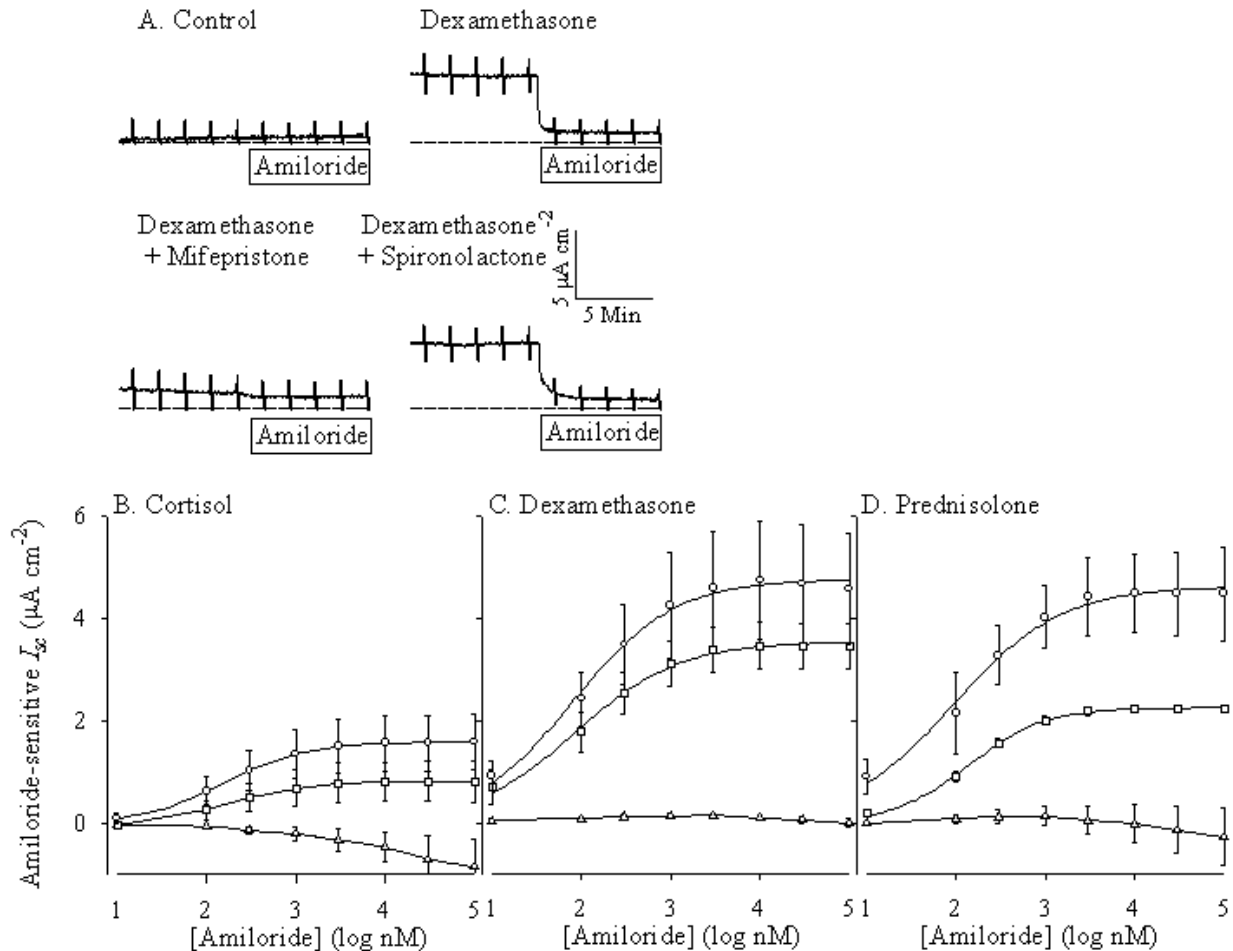 A. Control
Dexamethasone
Amiloride
Amiloride
Dexamethasone
+ Mifepristone
Dexamethasone
+ Spironolactone
5 µA cm-2
5 Min
Amiloride
Amiloride
B. Cortisol
C. Dexamethasone
D. Prednisolone
Amiloride-sensitive Isc (µA cm-2)
6
4
2
0
1 2 3 4 5
1 2 3 4 5
1 2 3 4 5
[Amiloride] (log nM)
[Amiloride] (log nM)
[Amiloride] (log nM)